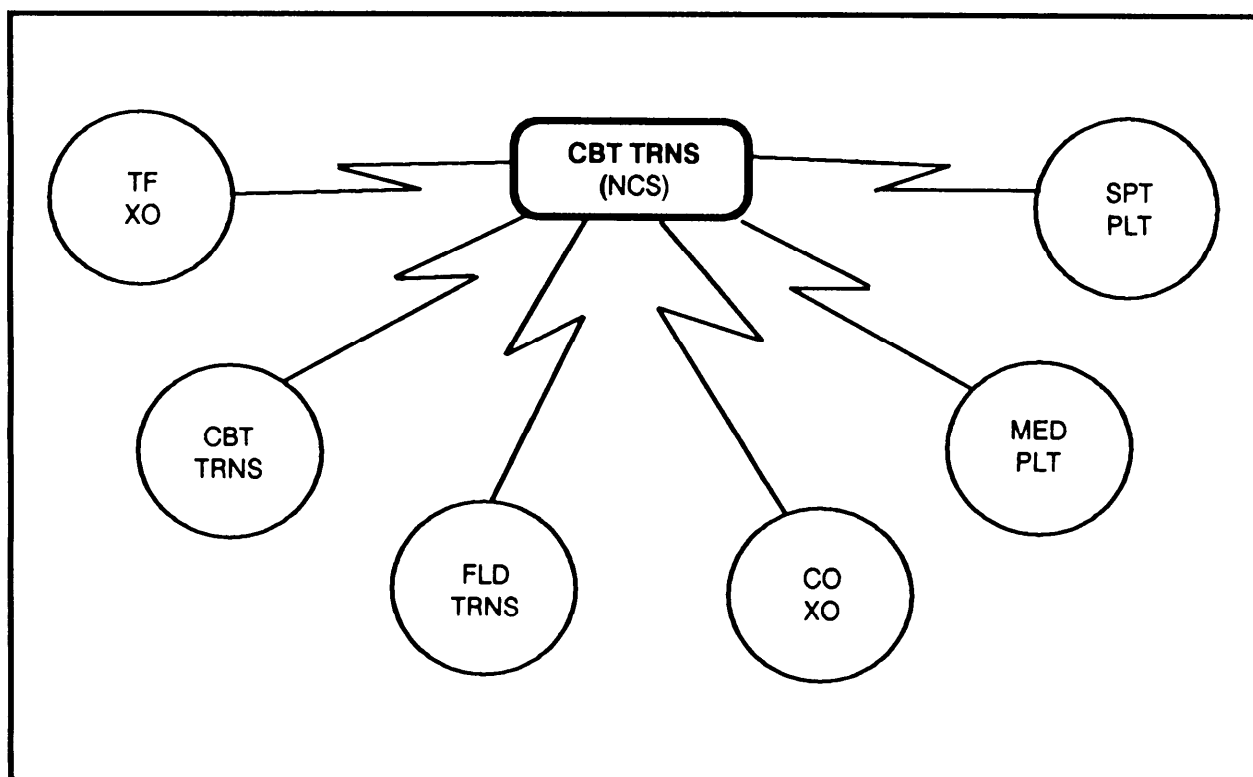 CBT TRNS
(NCS)
TF
XO
SPT
PLT
CBT
TRNS
MED
PLT
FLD
TRNS
CO
XO